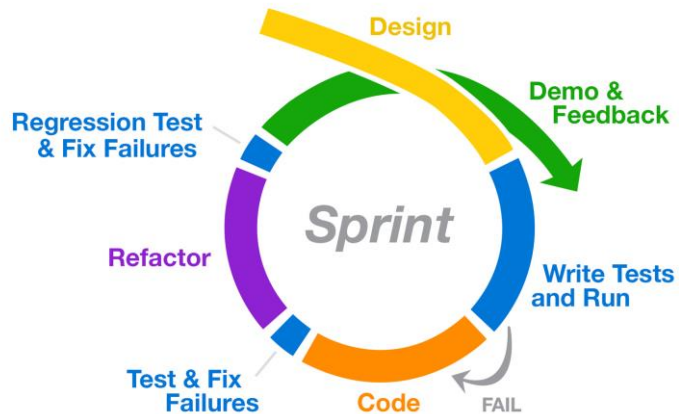 Design
Demo &
Feedback
Regression Test
& Fix Failures
Sprint
Refactor
Write Tests
and Run
Test & Fix
Failures
Code
FAIL